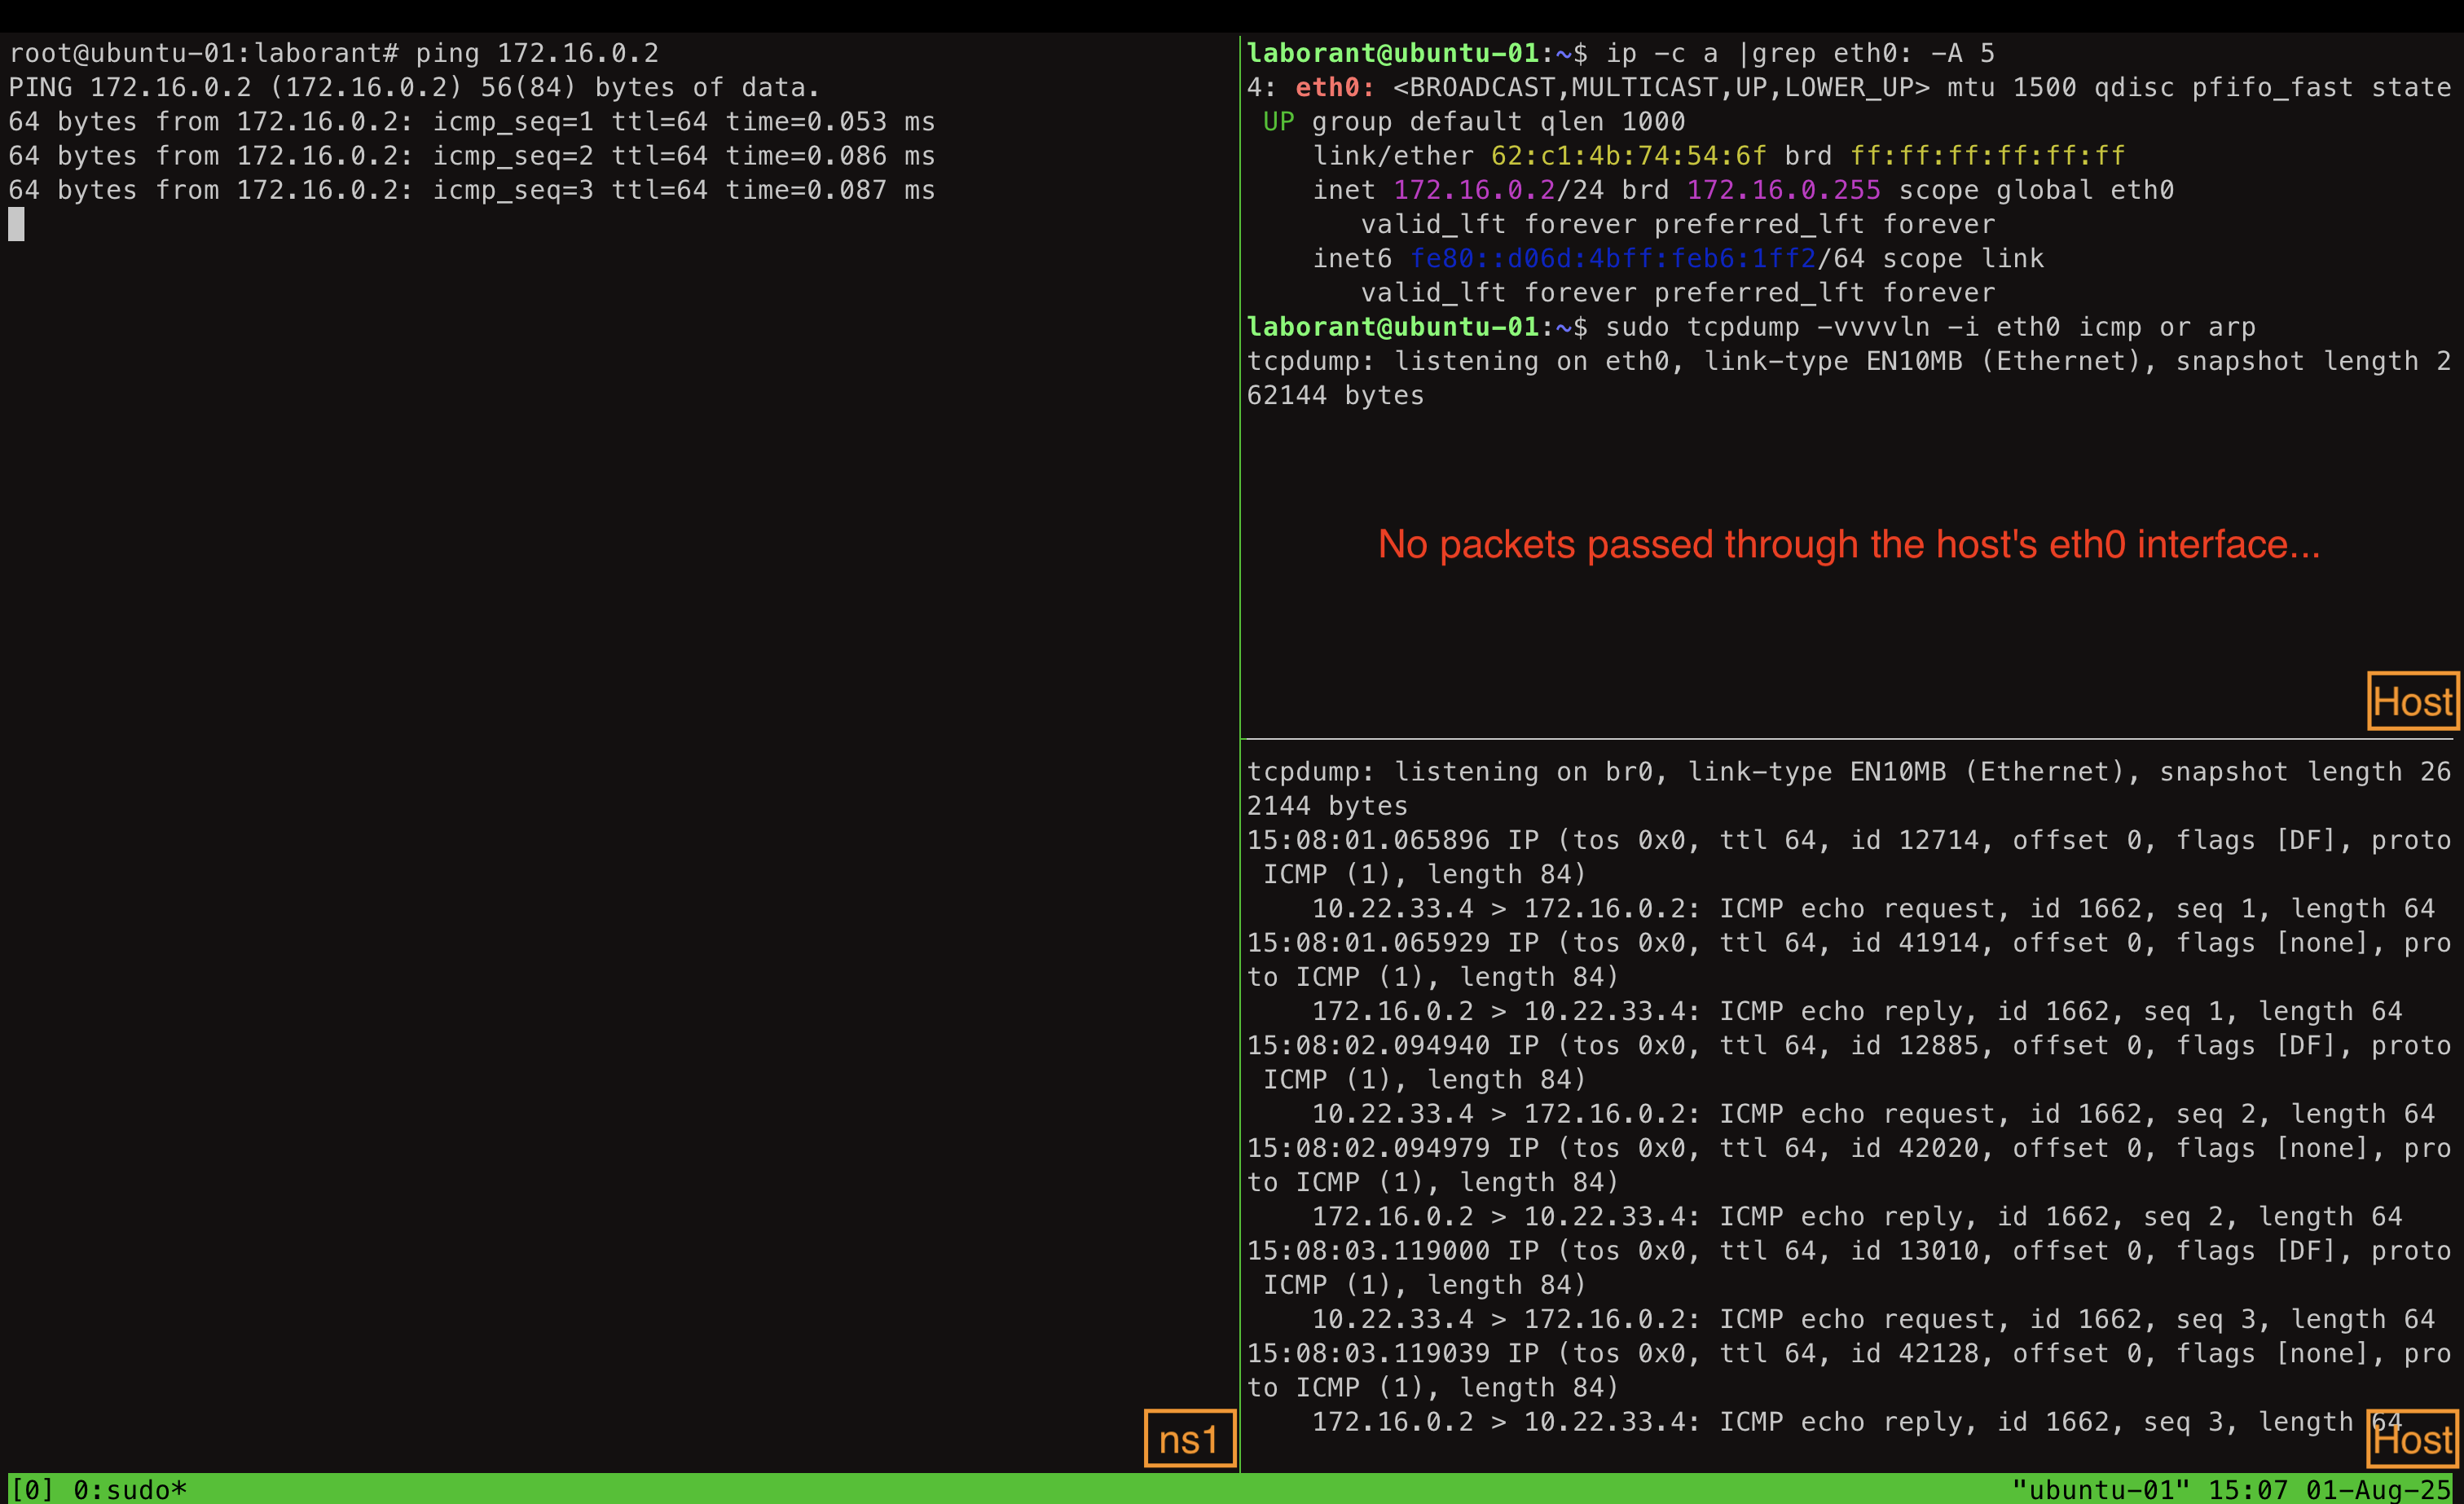 root@ubuntu-01:laborant# ping 172.16.0.2
PING 172.16.0.2 (172.16.0.2) 56(84) bytes of data.
64 bytes from 172.16.0.2: icmp_seq=1 ttl=64 time=0.053 ms
64 bytes from 172.16.0.2: icmp_seq=2 ttl=64 time=0.086 ms
64 bytes from 172.16.0.2: icmp_seq=3 ttl=64 time=0.087 ms
ns1
laborant@ubuntu-01:~$ ip -c a |grep eth0: -A 5
4: eth0: <BROADCAST,MULTICAST,UP,LOWER_UP> mtu 1500 qdisc pfifo_fast state
 UP group default qlen 1000
    link/ether 62:c1:4b:74:54:6f brd ff:ff:ff:ff:ff:ff
    inet 172.16.0.2/24 brd 172.16.0.255 scope global eth0
       valid_lft forever preferred_lft forever
    inet6 fe80::d06d:4bff:feb6:1ff2/64 scope link
       valid_lft forever preferred_lft forever
laborant@ubuntu-01:~$ sudo tcpdump -vvvvln -i eth0 icmp or arp
tcpdump: listening on eth0, link-type EN10MB (Ethernet), snapshot length 2
62144 bytes
No packets passed through the host's eth0 interface...
Host
tcpdump: listening on br0, link-type EN10MB (Ethernet), snapshot length 26
2144 bytes
15:08:01.065896 IP (tos 0x0, ttl 64, id 12714, offset 0, flags [DF], proto
 ICMP (1), length 84)
    10.22.33.4 > 172.16.0.2: ICMP echo request, id 1662, seq 1, length 64
15:08:01.065929 IP (tos 0x0, ttl 64, id 41914, offset 0, flags [none], pro
to ICMP (1), length 84)
    172.16.0.2 > 10.22.33.4: ICMP echo reply, id 1662, seq 1, length 64
15:08:02.094940 IP (tos 0x0, ttl 64, id 12885, offset 0, flags [DF], proto
 ICMP (1), length 84)
    10.22.33.4 > 172.16.0.2: ICMP echo request, id 1662, seq 2, length 64
15:08:02.094979 IP (tos 0x0, ttl 64, id 42020, offset 0, flags [none], pro
to ICMP (1), length 84)
    172.16.0.2 > 10.22.33.4: ICMP echo reply, id 1662, seq 2, length 64
15:08:03.119000 IP (tos 0x0, ttl 64, id 13010, offset 0, flags [DF], proto
 ICMP (1), length 84)
    10.22.33.4 > 172.16.0.2: ICMP echo request, id 1662, seq 3, length 64
15:08:03.119039 IP (tos 0x0, ttl 64, id 42128, offset 0, flags [none], pro
to ICMP (1), length 84)
    172.16.0.2 > 10.22.33.4: ICMP echo reply, id 1662, seq 3, length 64
Host
[0] 0:sudo* "ubuntu-01" 15:07 01-Aug-25